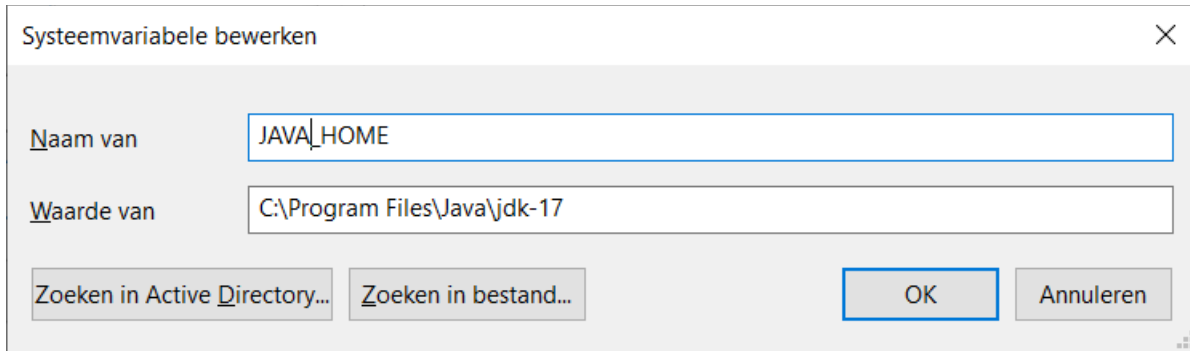 Systeemvariabele bewerken
Naam van JAVA_HOME
Waarde van C:\Program Files\Java\jdk-17
Zoeken in Active Directory... Zoeken in bestand... OK Annuleren